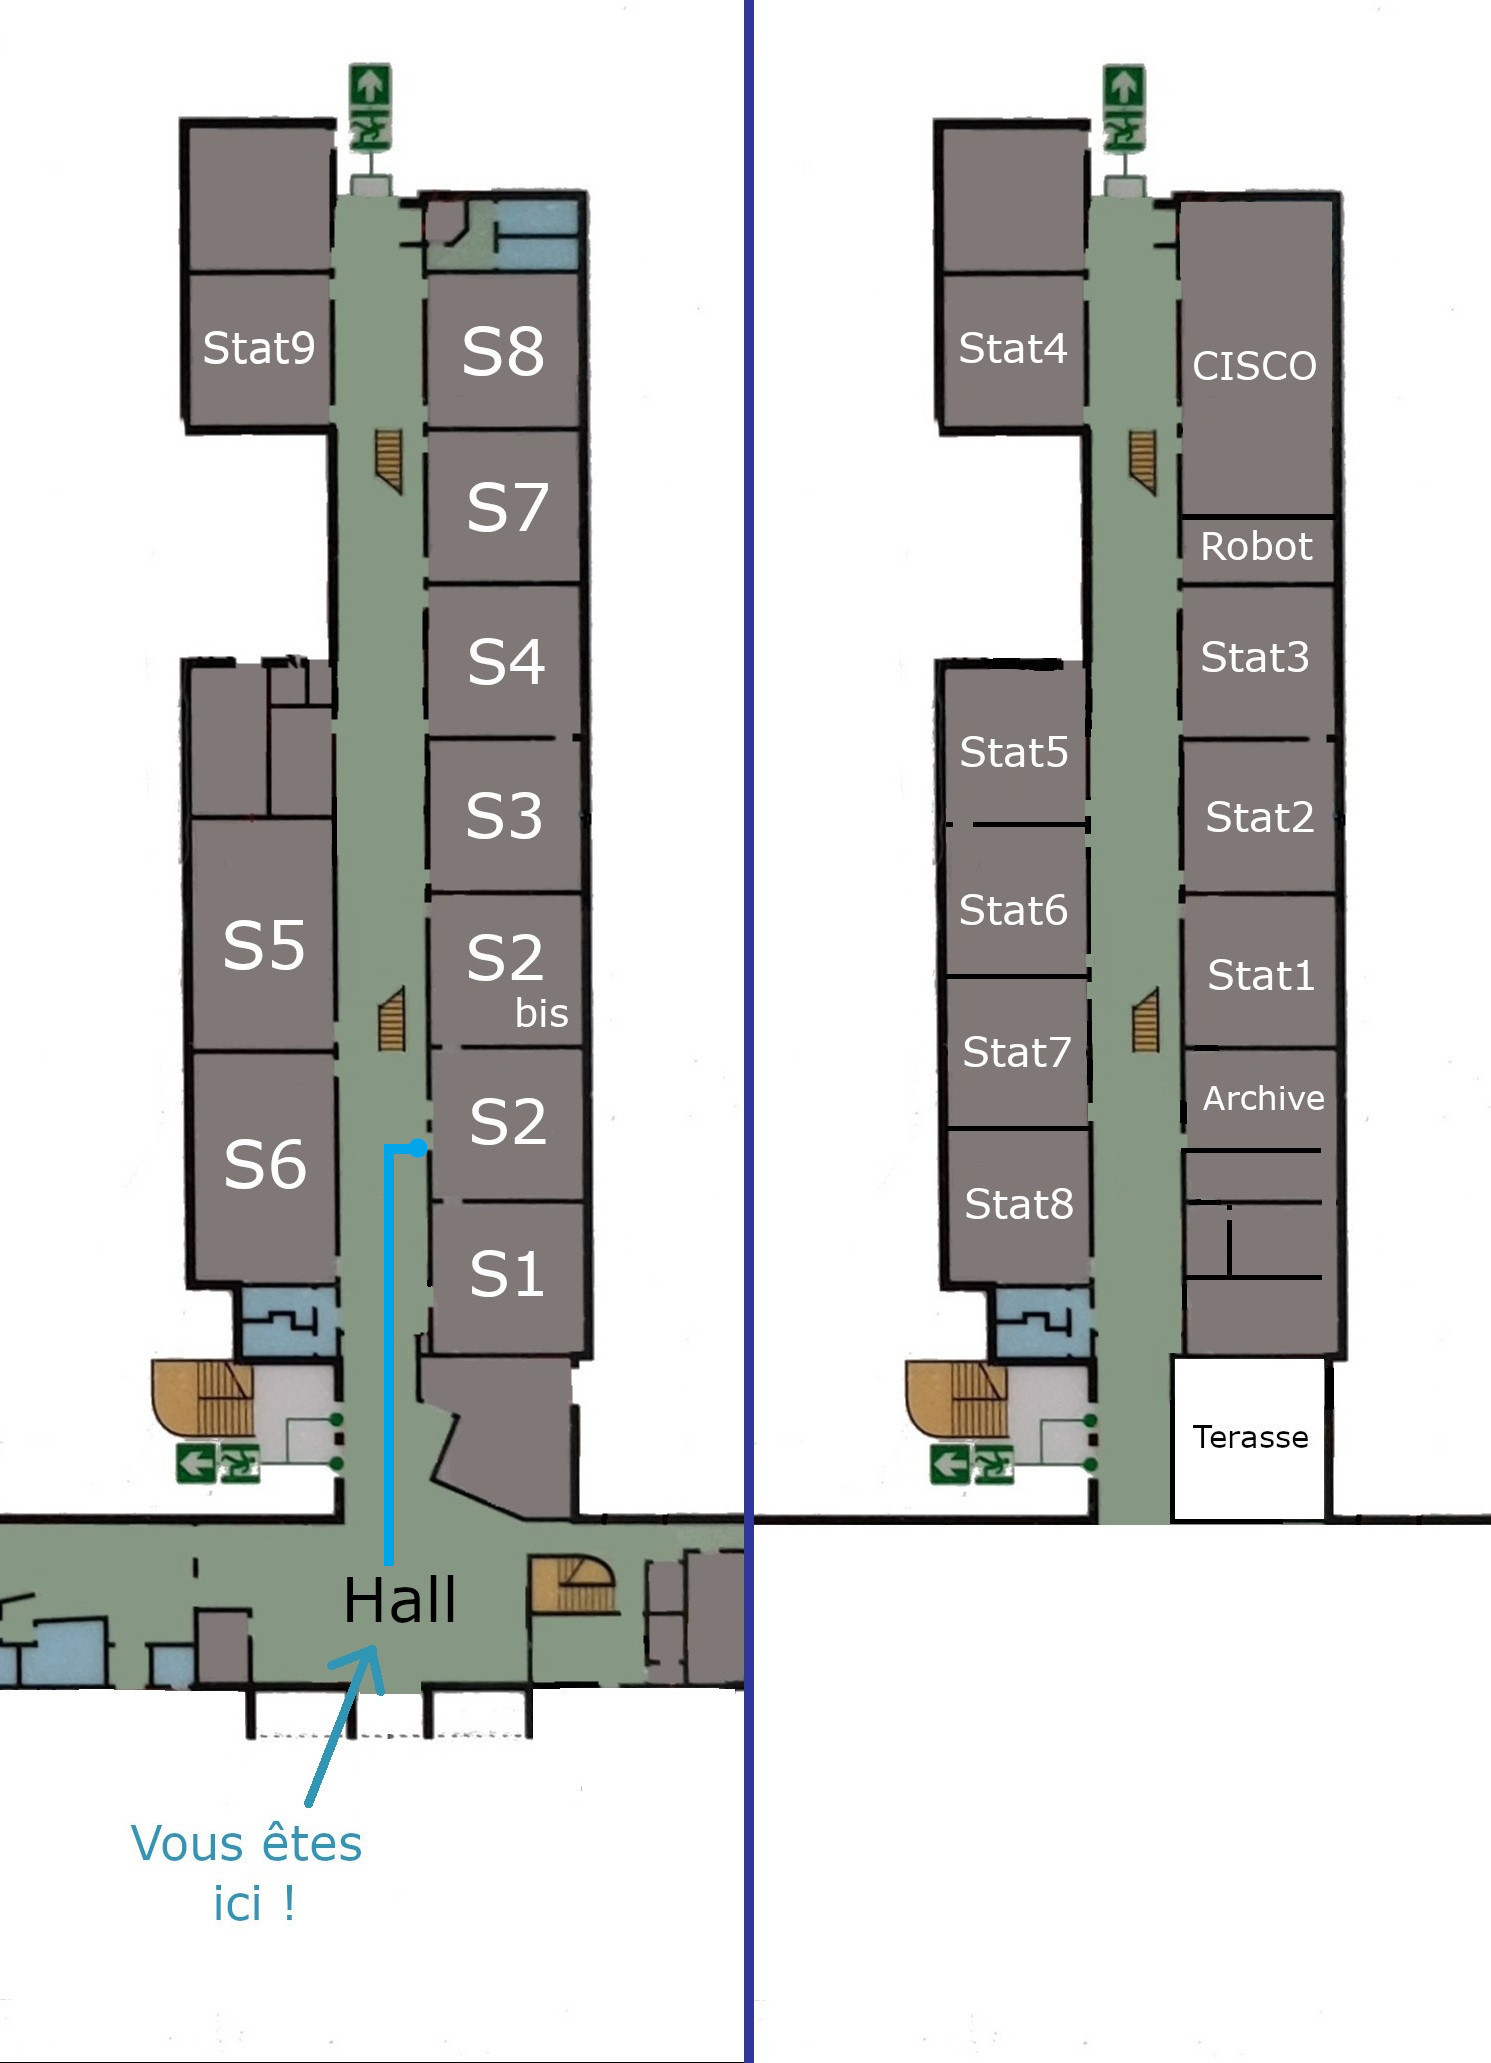 Stat9
S8
S7
S4
S3
S5
S2
bis
S2
S6
S1
Hall
Vous êtes
ici !
Stat4
CISCO
Robot
Stat3
Stat5
Stat2
Stat6
Stat1
Stat7
Archive
Stat8
Terasse